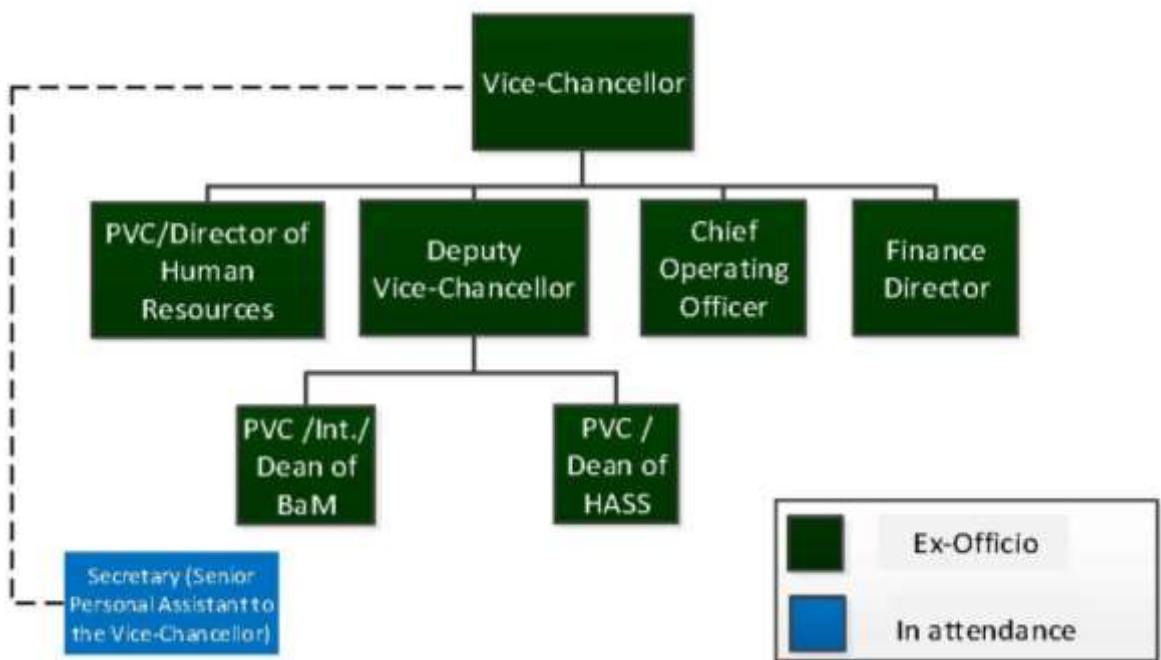 Vice-Chancellor
PVC/Director of
Human
Resources
Deputy
Vice-Chancellor
Chief
Operating
Officer
Finance
Director
PVC /Int./
Dean of
BaM
PVC /
Dean of
HASS
Secretary (Senior
Personal Assistant to
the Vice-Chancellor)
Ex-Officio
In attendance